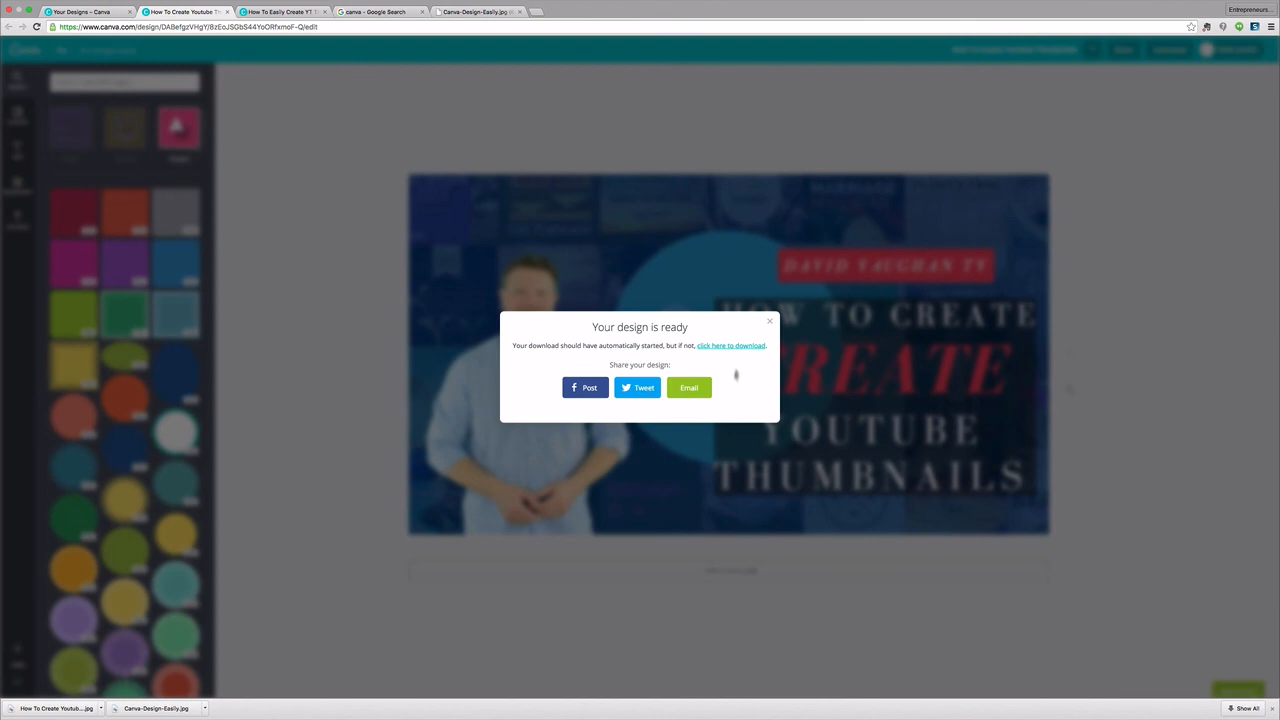 Your Designs – Canva
How To Create Youtube Th
How To Easily Create YT T
canva - Google Search
Canva-Design-Easily.jpg
Entrepreneurs...
https://www.canva.com/design/DABefgzVHgY/8zEoJSGbS44YoORfxmoF-Q/edit
DAVID VAUGHAN TV
HOW TO CREATE
CREATE
YOUTUBE
THUMBNAILS
Your design is ready
Your download should have automatically started, but if not, click here to download.
Share your design:
Post
Tweet
Email
How To Create Youtub....jpg
Canva-Design-Easily.jpg
Show All